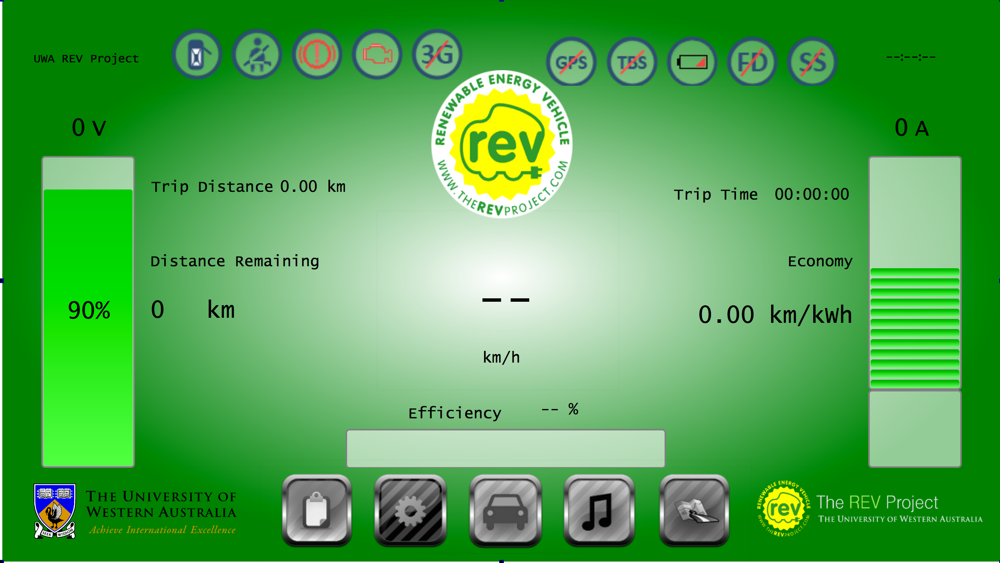 UWA REV Project
3G
GPS
TBS
FD
SS
--:--:--
RENEWABLE ENERGY VEHICLE
rev
WWW.THEREVPROJECT.COM
0 V
0 A
Trip Distance 0.00 km
Trip Time 00:00:00
Distance Remaining
Economy
90%
0 km
--
0.00 km/kWh
km/h
Efficiency -- %
THE UNIVERSITY OF
WESTERN AUSTRALIA
Achieve International Excellence
SEEK WISDOM
RENEWABLE ENERGY VEHICLE
rev
WWW.THEREVPROJECT.COM
The REV Project
THE UNIVERSITY OF WESTERN AUSTRALIA